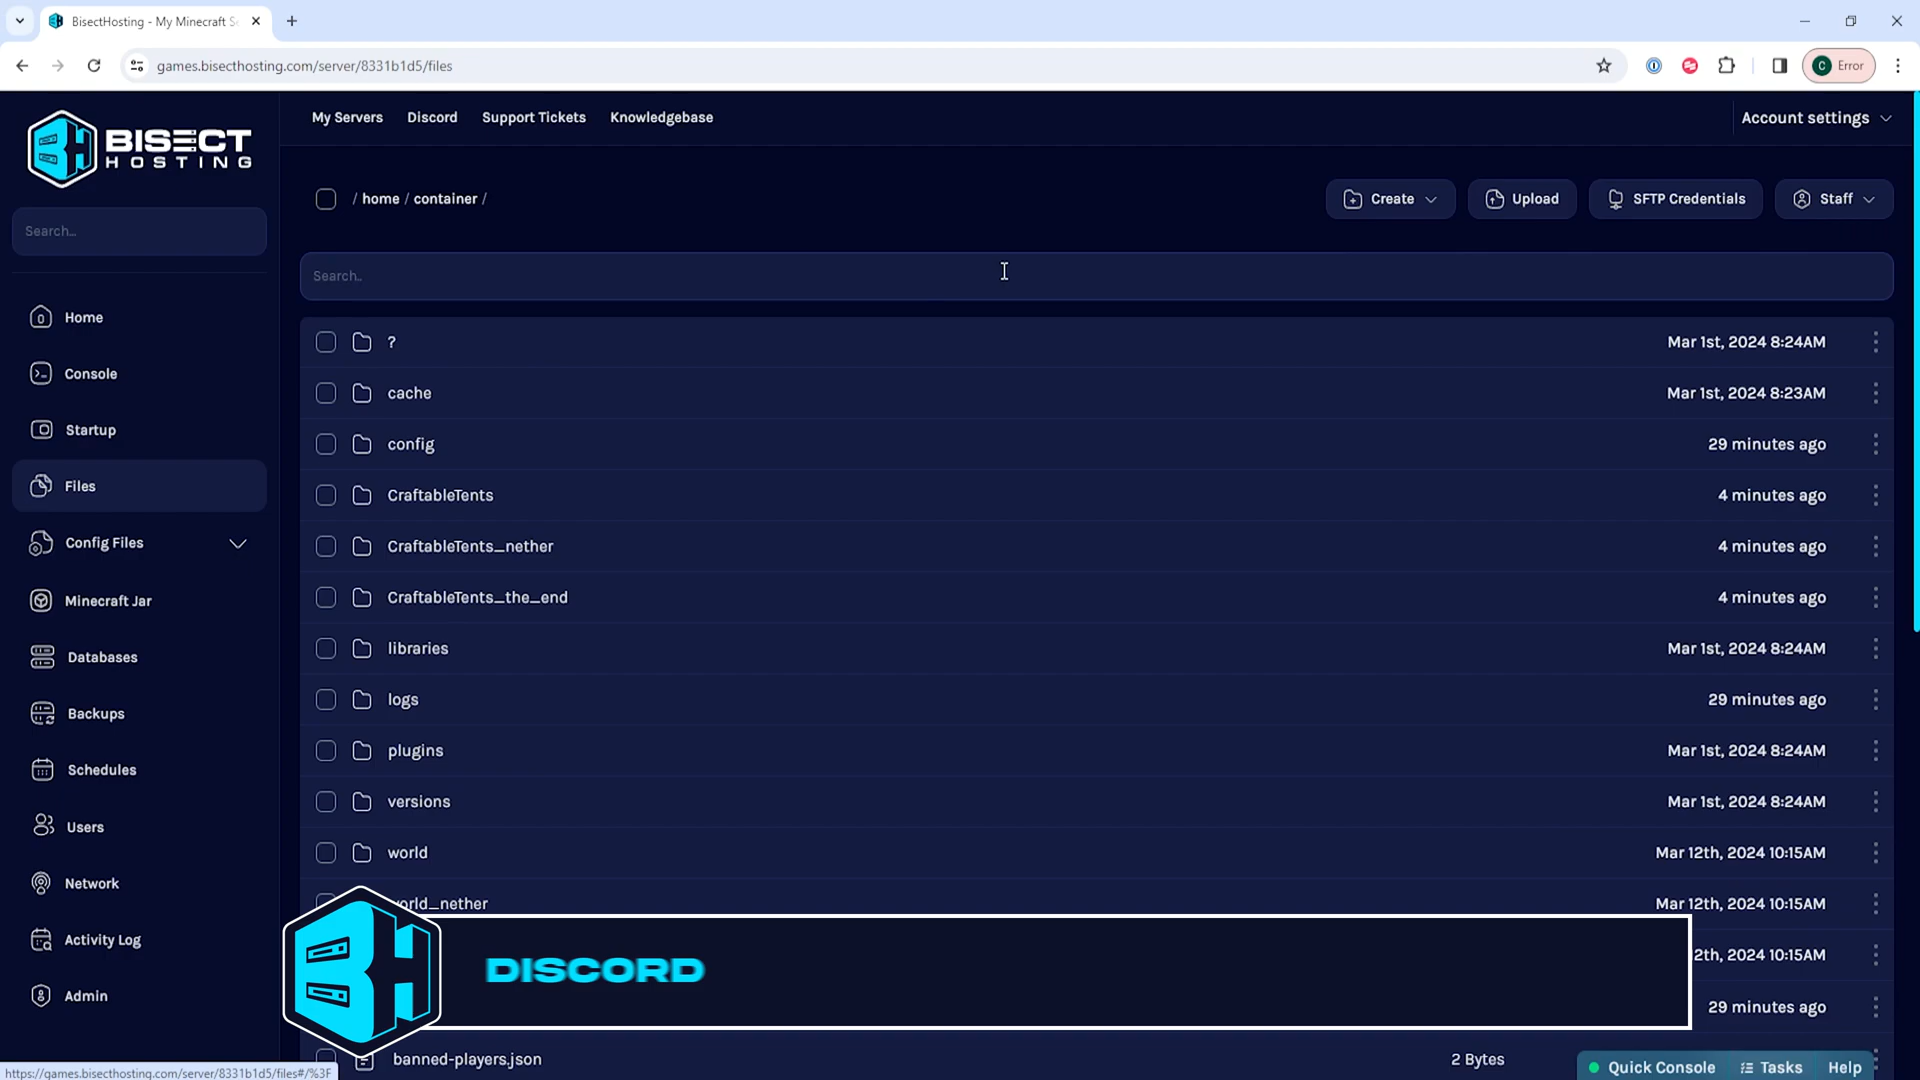 BisectHosting - My Minecraft Se
games.bisecthosting.com/server/8331b1d5/files
C Error
BISECT
HOSTING
My Servers Discord Support Tickets Knowledgebase
Account settings
Search...
/ home / container /
Create Upload SFTP Credentials Staff
Search..
Home
Console
Startup
Files
Config Files
Minecraft Jar
Databases
Backups
Schedules
Users
Network
Activity Log
Admin
? Mar 1st, 2024 8:24AM
cache Mar 1st, 2024 8:23AM
config 29 minutes ago
CraftableTents 4 minutes ago
CraftableTents_nether 4 minutes ago
CraftableTents_the_end 4 minutes ago
libraries Mar 1st, 2024 8:24AM
logs 29 minutes ago
plugins Mar 1st, 2024 8:24AM
versions Mar 1st, 2024 8:24AM
world Mar 12th, 2024 10:15AM
world_nether Mar 12th, 2024 10:15AM
2th, 2024 10:15AM
DISCORD
29 minutes ago
banned-players.json 2 Bytes
Quick Console Tasks Help
https://games.bisecthosting.com/server/8331b1d5/files#/%3F